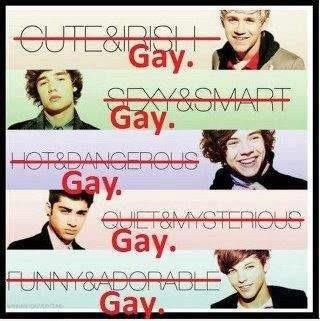 CUTE&IRISH
Gay.
SEXY&SMART
Gay.
HOT&DANGEROUS
Gay.
QUIET&MYSTERIOUS
Gay.
FUNNY&ADORABLE
Gay.